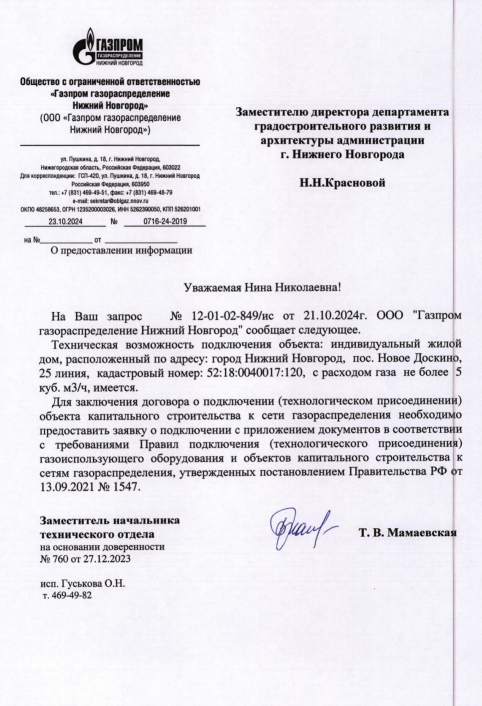 ГАЗПРОМ
ГАЗОРАСПРЕДЕЛЕНИЕ
НИЖНИЙ НОВГОРОД
Общество с ограниченной ответственностью
«Газпром газораспределение
Нижний Новгород»
(ООО «Газпром газораспределение
Нижний Новгород»)
ул. Пушкина, д. 18, г. Нижний Новгород,
Нижегородская область, Российская Федерация, 603022
Для корреспонденции: ГСП-420, ул. Пушкина, д. 18, г. Нижний Новгород
Российская Федерация, 603950
тел.: +7 (831) 469-49-51, факс: +7 (831) 469-48-79
e-mail: sekretar@oblgaz.nnov.ru
ОКПО 48258653, ОГРН 1235200003026, ИНН 5262390050, КПП 526201001
23.10.2024 № 0716-24-2019
на № от
О предоставлении информации
Заместителю директора департамента
градостроительного развития и
архитектуры администрации
г. Нижнего Новгорода
Н.Н.Красновой
Уважаемая Нина Николаевна!
На Ваш запрос № 12-01-02-849/ис от 21.10.2024г. ООО "Газпром
газораспределение Нижний Новгород" сообщает следующее.
Техническая возможность подключения объекта: индивидуальный жилой
дом, расположенный по адресу: город Нижний Новгород, пос. Новое Доскино,
25 линия, кадастровый номер: 52:18:0040017:120, с расходом газа не более 5
куб. м3/ч, имеется.
Для заключения договора о подключении (технологическом присоединении)
объекта капитального строительства к сети газораспределения необходимо
предоставить заявку о подключении с приложением документов в соответствии
с требованиями Правил подключения (технологического присоединения)
газоиспользующего оборудования и объектов капитального строительства к
сетям газораспределения, утвержденных постановлением Правительства РФ от
13.09.2021 № 1547.
Заместитель начальника
технического отдела
на основании доверенности
№ 760 от 27.12.2023
Т. В. Мамаевская
исп. Гуськова О.Н.
т. 469-49-82